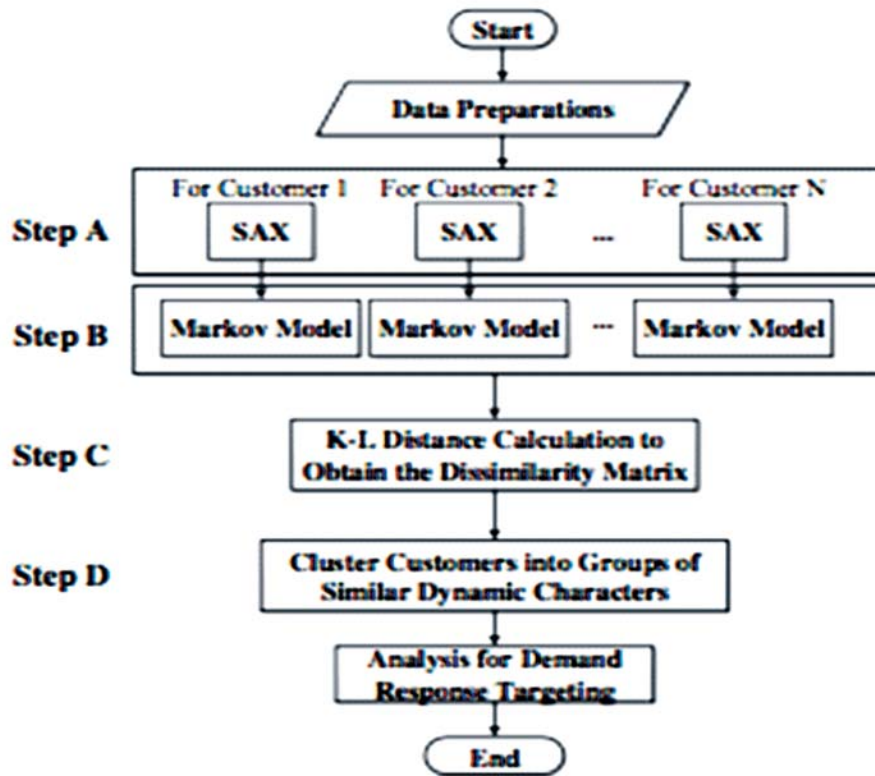 Start
Data Preparations
For Customer 1 For Customer 2 For Customer N
Step A SAX SAX ... SAX
Step B Markov Model Markov Model ... Markov Model
Step C
K-L Distance Calculation to
Obtain the Dissimilarity Matrix
Step D
Cluster Customers into Groups of
Similar Dynamic Characters
Analysis for Demand
Response Targeting
End